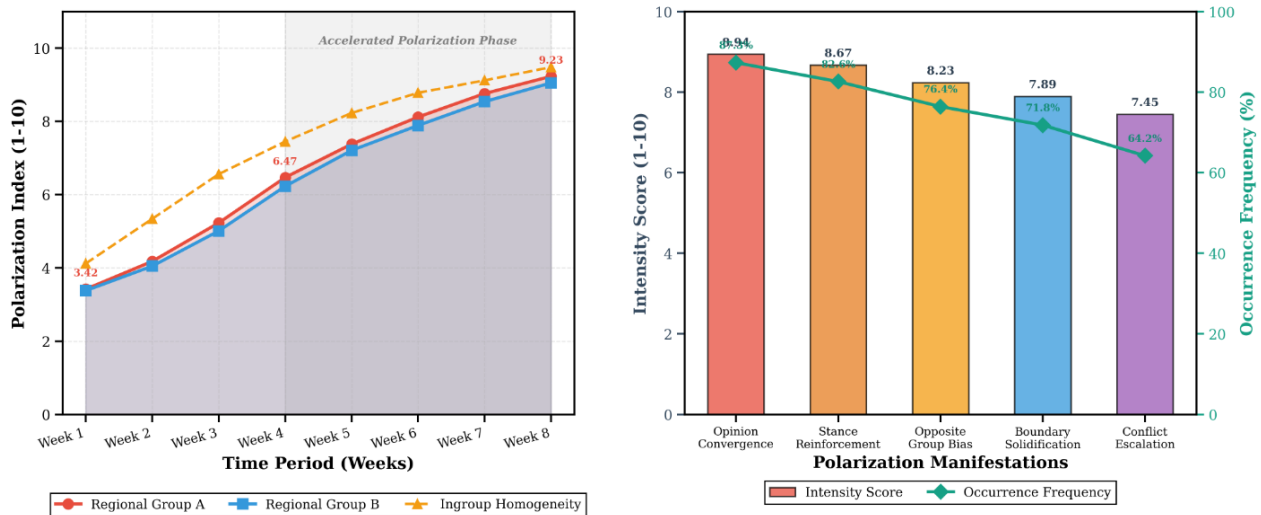 Polarization Index (1-10)
10
8
6
4
2
0
Accelerated Polarization Phase
3.42
6.47
9.23
Week 1
Week 2
Week 3
Week 4
Week 5
Week 6
Week 7
Week 8
Time Period (Weeks)
Regional Group A
Regional Group B
Ingroup Homogeneity
Intensity Score (1-10)
10
8
6
4
2
0
8.94
8.67
8.23
7.89
7.45
87.3%
82.6%
76.4%
71.8%
64.2%
100
80
60
40
20
0
Occurrence Frequency (%)
Opinion
Convergence
Stance
Reinforcement
Opposite
Group Bias
Boundary
Solidification
Conflict
Escalation
Polarization Manifestations
Intensity Score
Occurrence Frequency